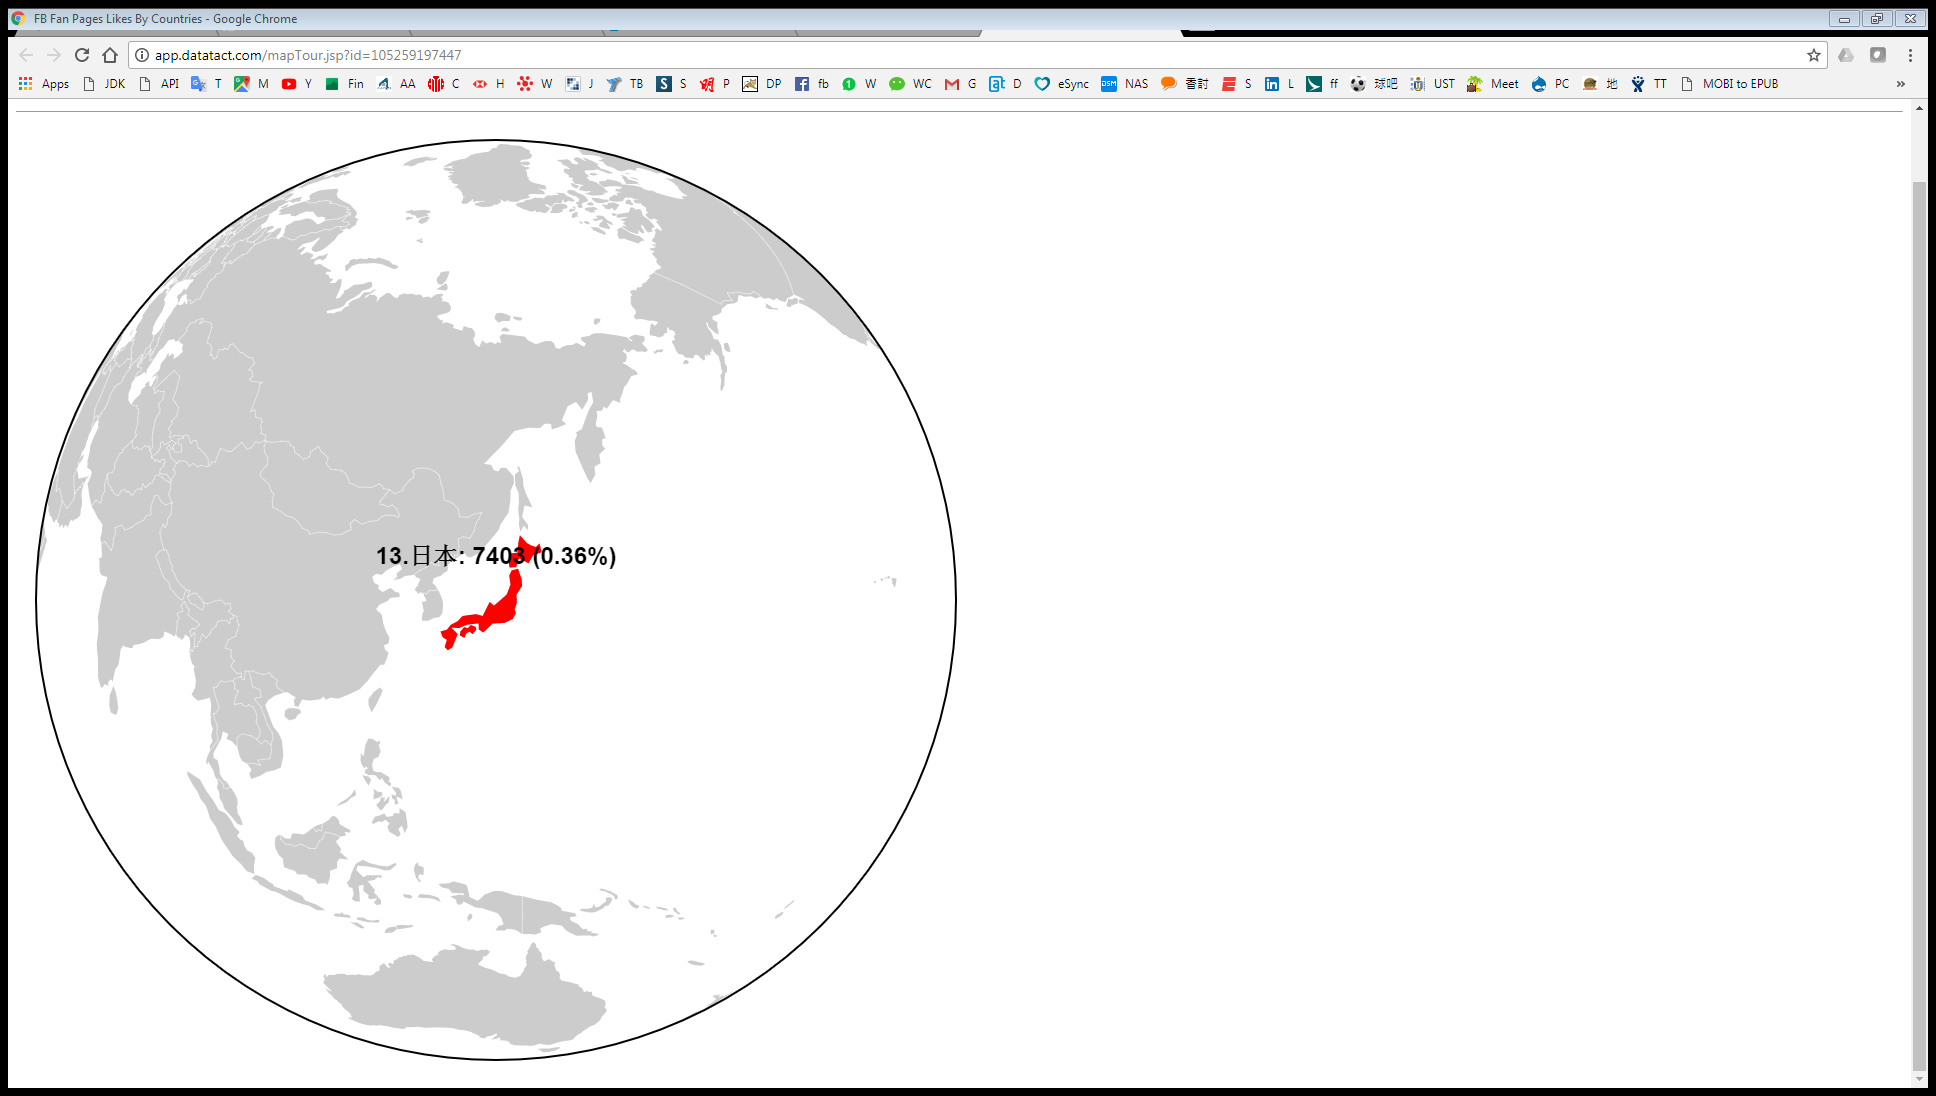 FB Fan Pages Likes By Countries - Google Chrome
app.datatact.com/mapTour.jsp?id=105259197447
Apps JDK API T M Y Fin AA C H W J TB S P DP fb W WC G D eSync NAS 香討 S L ff 球吧 UST Meet PC 地 TT MOBI to EPUB »
13.日本: 7403 (0.36%)